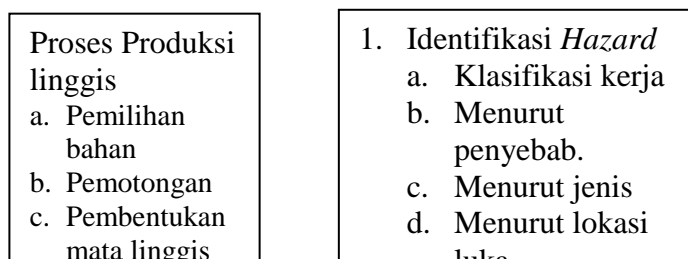 Proses Produksi
linggis
a. Pemilihan
bahan
b. Pemotongan
c. Pembentukan
mata linggis
1. Identifikasi Hazard
a. Klasifikasi kerja
b. Menurut
penyebab.
c. Menurut jenis
d. Menurut lokasi
luka